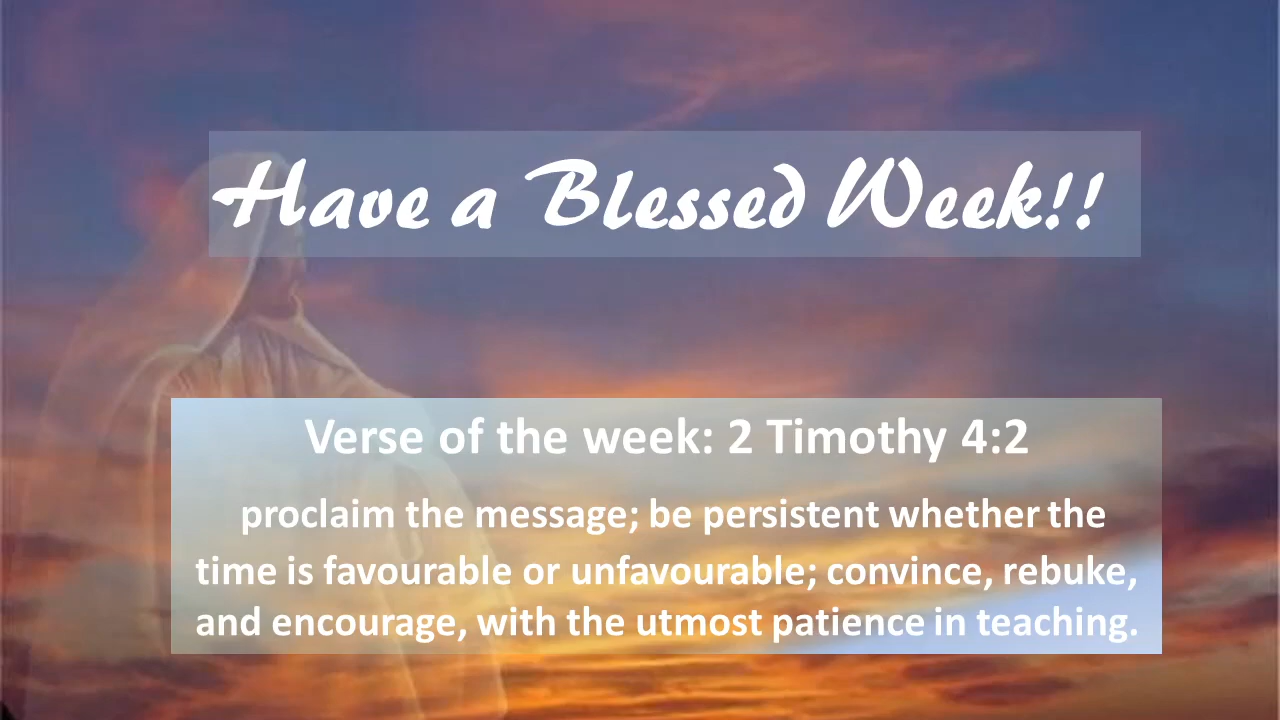 Have a Blessed Week!!
Verse of the week: 2 Timothy 4:2
proclaim the message; be persistent whether the
time is favourable or unfavourable; convince, rebuke,
and encourage, with the utmost patience in teaching.